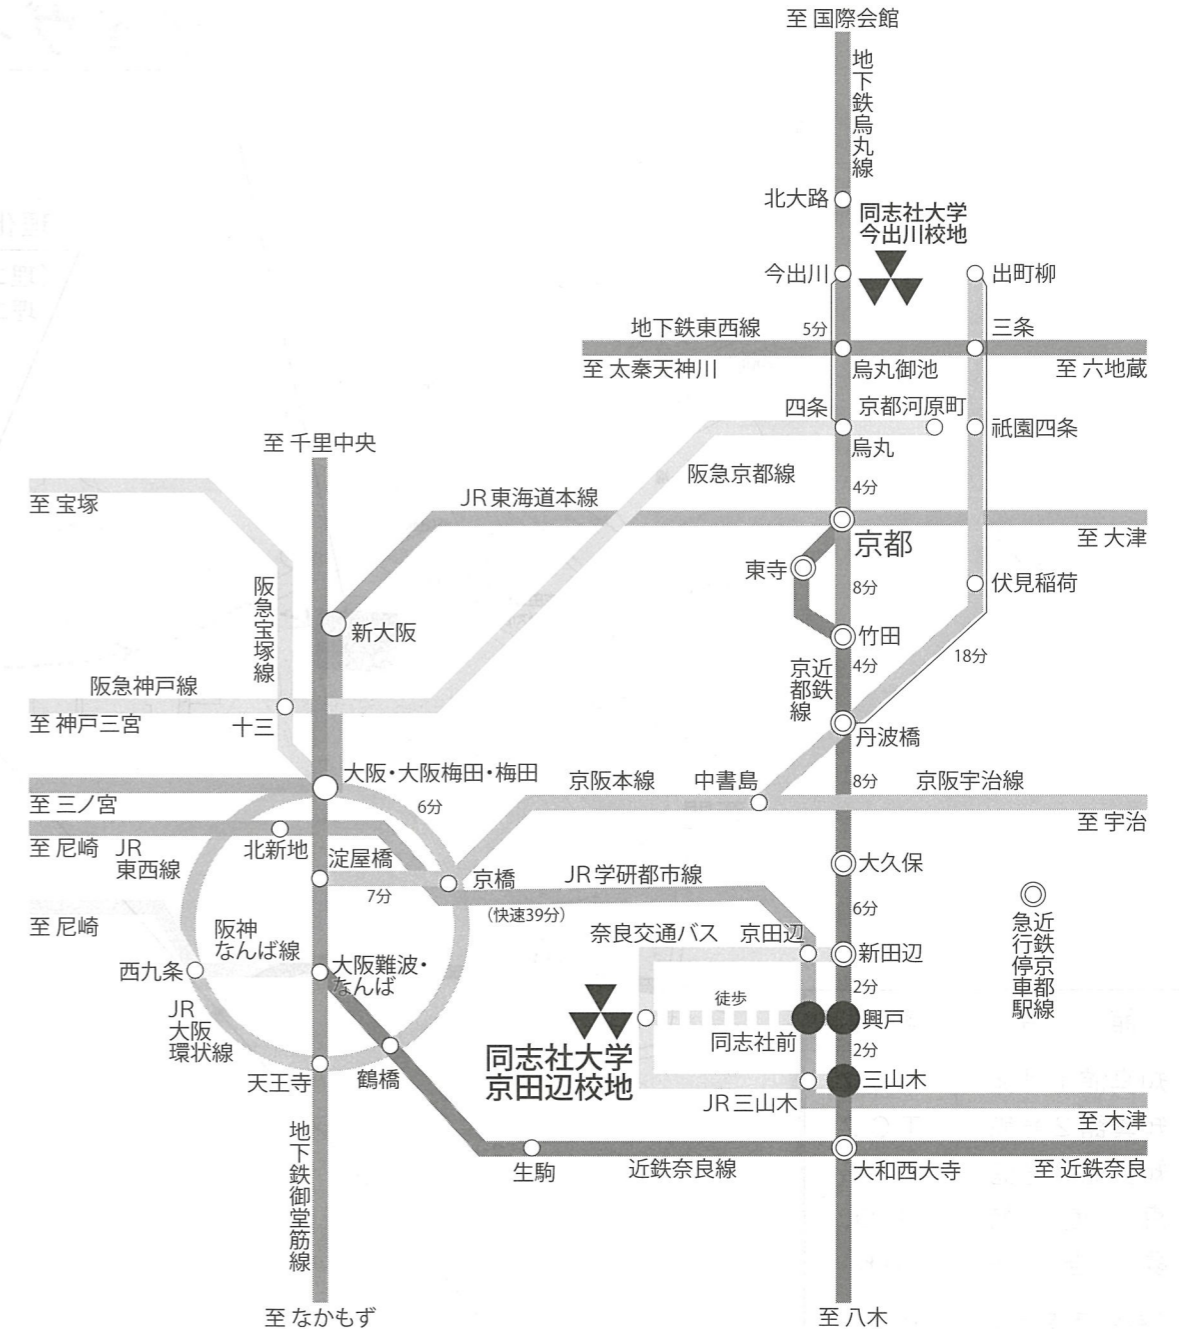 至 国際会館
地下鉄烏丸線
北大路
同志社大学
今出川校地
今出川
出町柳
地下鉄東西線
5分
三条
至 太秦天神川
烏丸御池
至 六地蔵
四条
京都河原町
祇園四条
烏丸
至 千里中央
阪急京都線
4分
至 宝塚
JR東海道本線
京都
至 大津
東寺
8分
伏見稲荷
阪急宝塚線
新大阪
竹田
4分
18分
近鉄
京都線
阪急神戸線
至 神戸三宮
十三
丹波橋
大阪・大阪梅田・梅田
京阪本線
中書島
8分
京阪宇治線
至 三ノ宮
6分
至 宇治
至 尼崎
JR
東西線
北新地
淀屋橋
7分
京橋
JR学研都市線
(快速39分)
大久保
6分
至 尼崎
阪神
なんば線
奈良交通バス
京田辺
新田辺
近鉄京都線
急行停車駅
西九条
大阪難波・
なんば
2分
徒歩
JR
大阪
環状線
同志社大学
京田辺校地
同志社前
興戸
2分
天王寺
鶴橋
三山木
JR三山木
至 木津
地下鉄御堂筋線
生駒
近鉄奈良線
大和西大寺
至 近鉄奈良
至 なかもず
至 八木